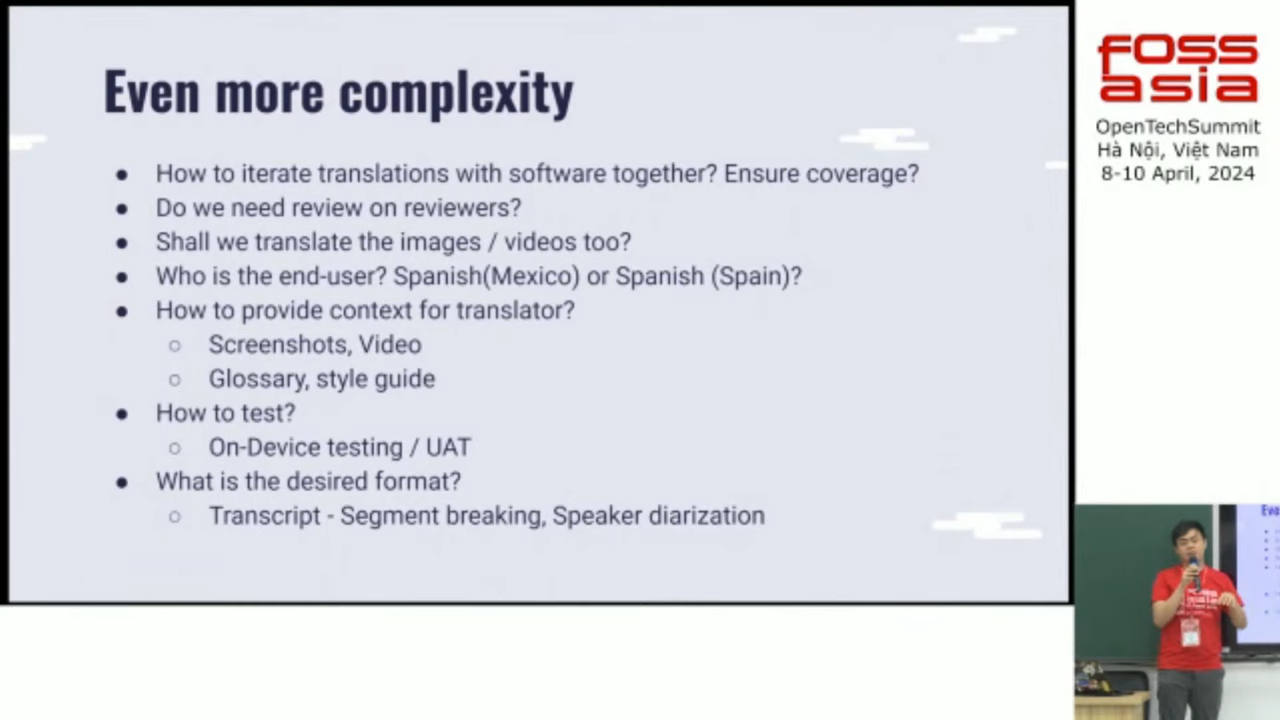 Even more complexity
● How to iterate translations with software together? Ensure coverage?
● Do we need review on reviewers?
● Shall we translate the images / videos too?
● Who is the end-user? Spanish(Mexico) or Spanish (Spain)?
● How to provide context for translator?
○ Screenshots, Video
○ Glossary, style guide
● How to test?
○ On-Device testing / UAT
● What is the desired format?
○ Transcript - Segment breaking, Speaker diarization
FOSS
asia
OpenTechSummit
Hà Nội, Việt Nam
8-10 April, 2024